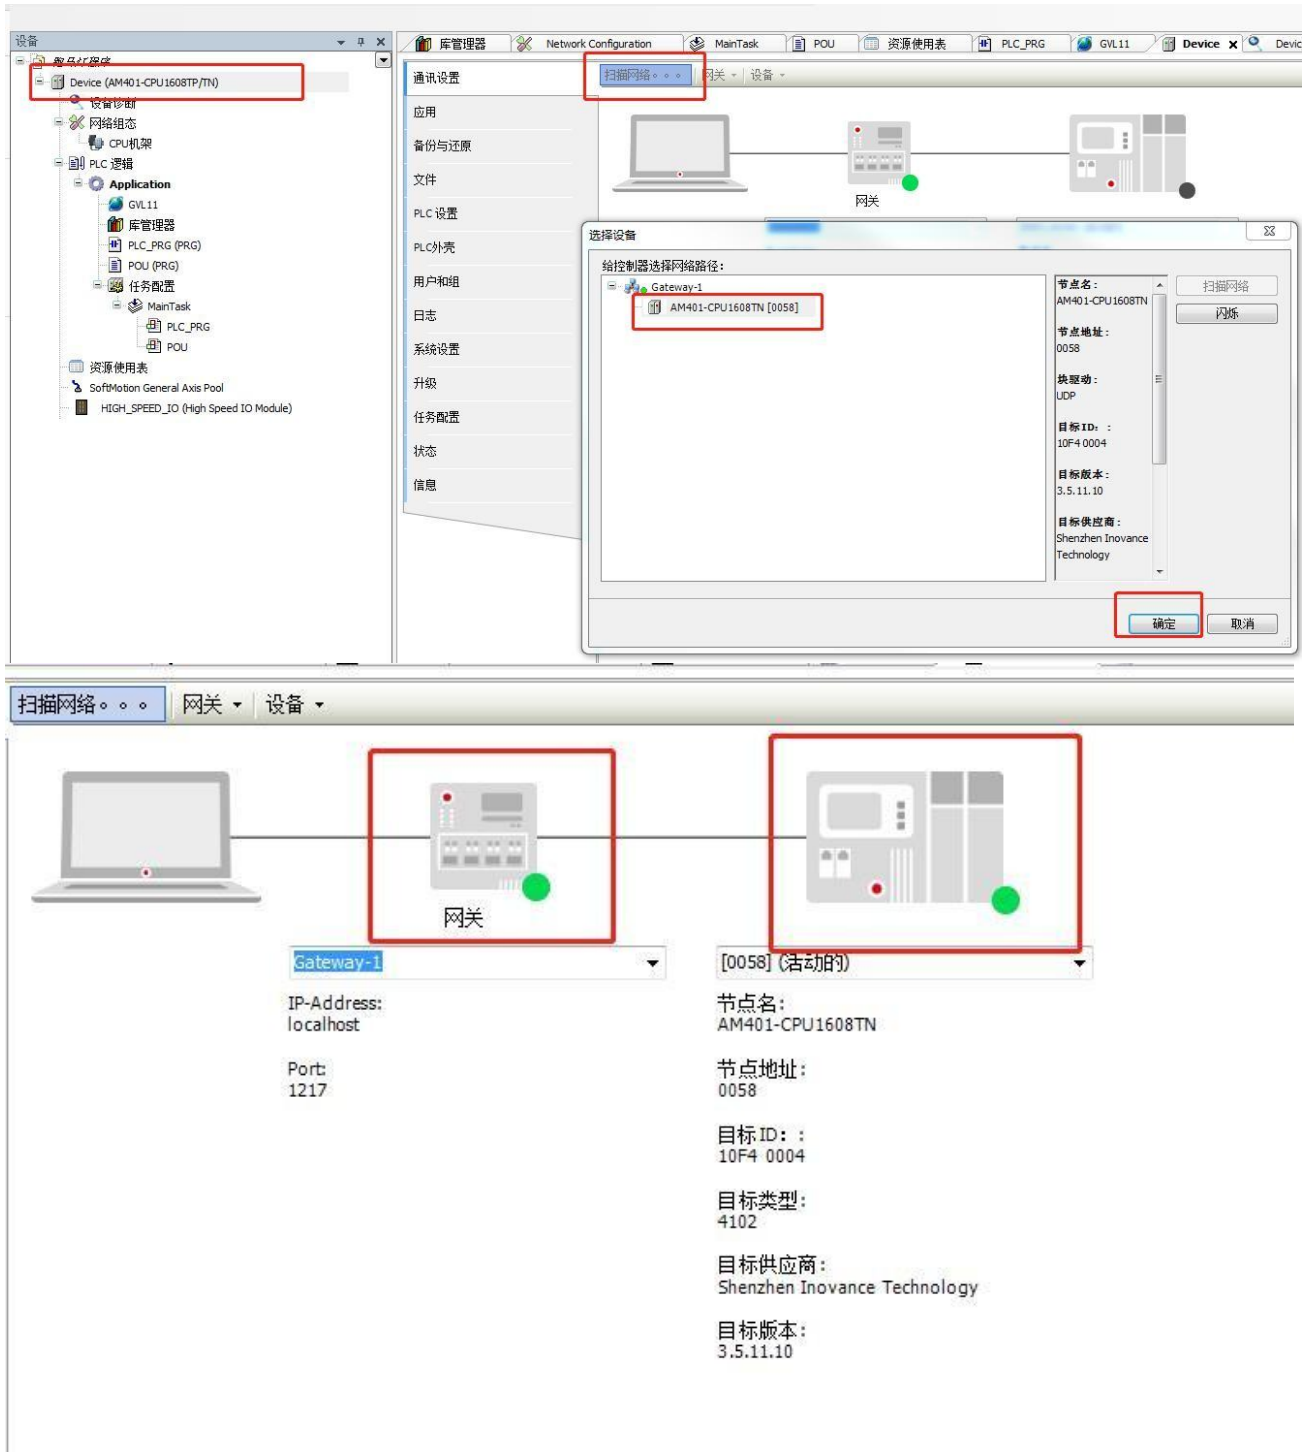 设备
库管理器
Network Configuration
MainTask
POU
资源使用表
PLC_PRG
GVL11
Device
Devic
跑马灯程序
Device (AM401-CPU1608TP/TN)
设备诊断
网络组态
CPU机架
PLC 逻辑
Application
GVL11
库管理器
PLC_PRG (PRG)
POU (PRG)
任务配置
MainTask
PLC_PRG
POU
资源使用表
SoftMotion General Axis Pool
HIGH_SPEED_IO (High Speed IO Module)
通讯设置
应用
备份与还原
文件
PLC 设置
PLC外壳
用户和组
日志
系统设置
升级
任务配置
状态
信息
扫描网络。。。
网关
设备
网关
选择设备
给控制器选择网络路径:
Gateway-1
AM401-CPU1608TN [0058]
节点名:
AM401-CPU1608TN
节点地址:
0058
块驱动:
UDP
目标ID: :
10F4 0004
目标版本:
3.5.11.10
目标供应商:
Shenzhen Inovance
Technology
扫描网络
闪烁
确定
取消
扫描网络。。。
网关
设备
网关
Gateway-1
IP-Address:
localhost
Port:
1217
[0058] (活动的)
节点名:
AM401-CPU1608TN
节点地址:
0058
目标ID: :
10F4 0004
目标类型:
4102
目标供应商:
Shenzhen Inovance Technology
目标版本:
3.5.11.10